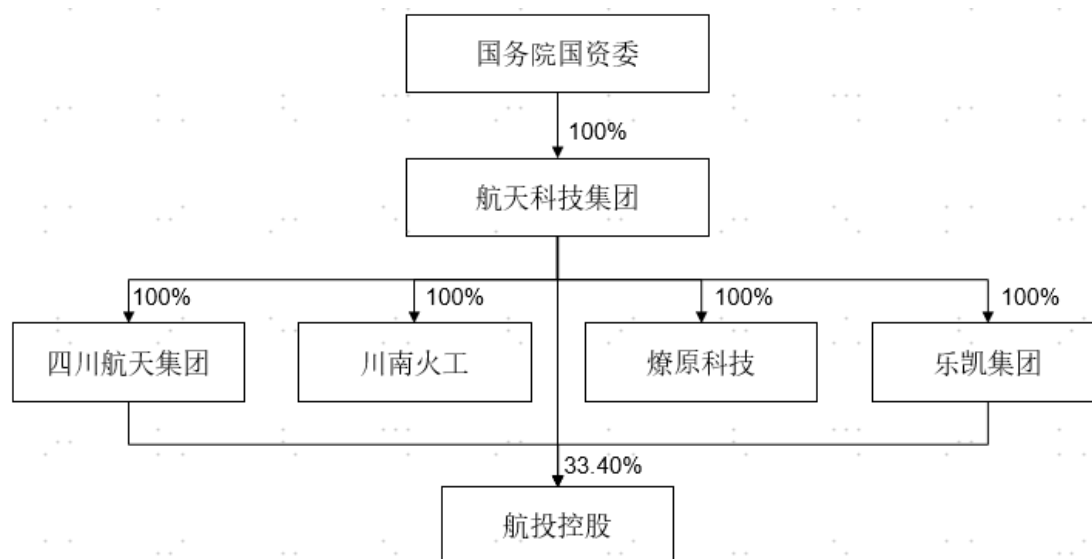 国务院国资委
100%
航天科技集团
100%
100%
100%
100%
四川航天集团
川南火工
燎原科技
乐凯集团
33.40%
航投控股